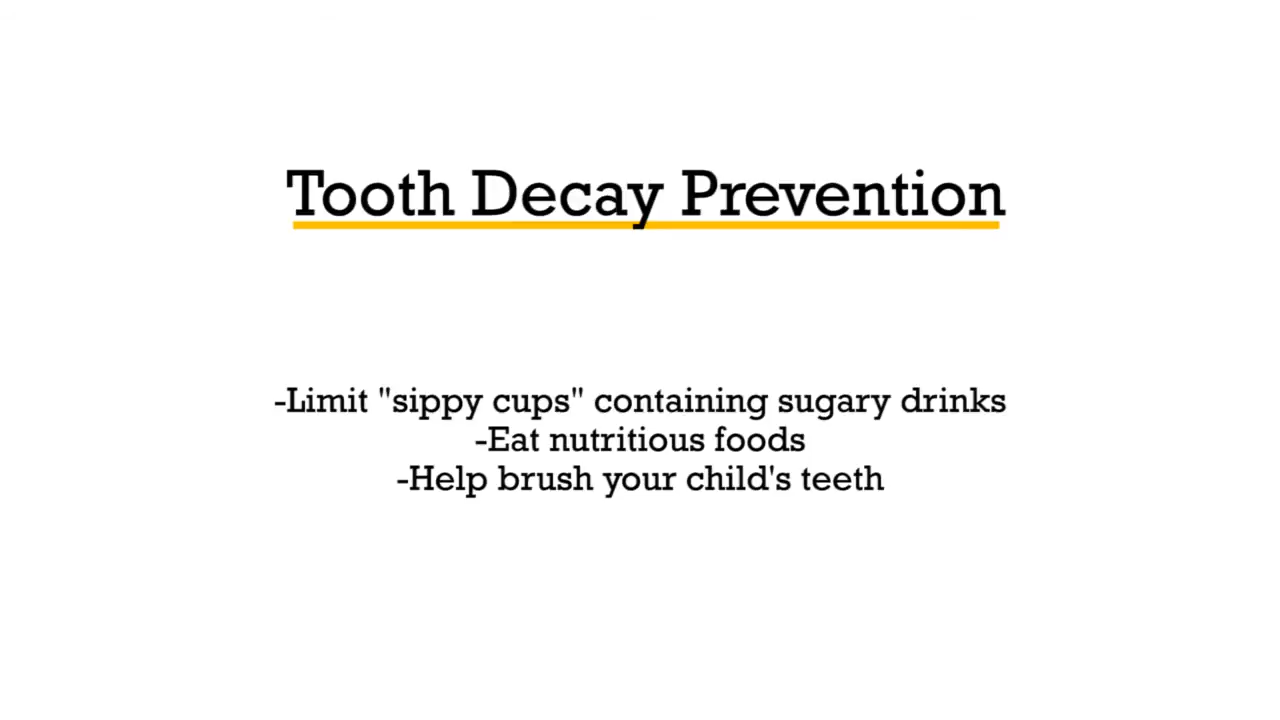 Tooth Decay Prevention
-Limit "sippy cups" containing sugary drinks
-Eat nutritious foods
-Help brush your child's teeth